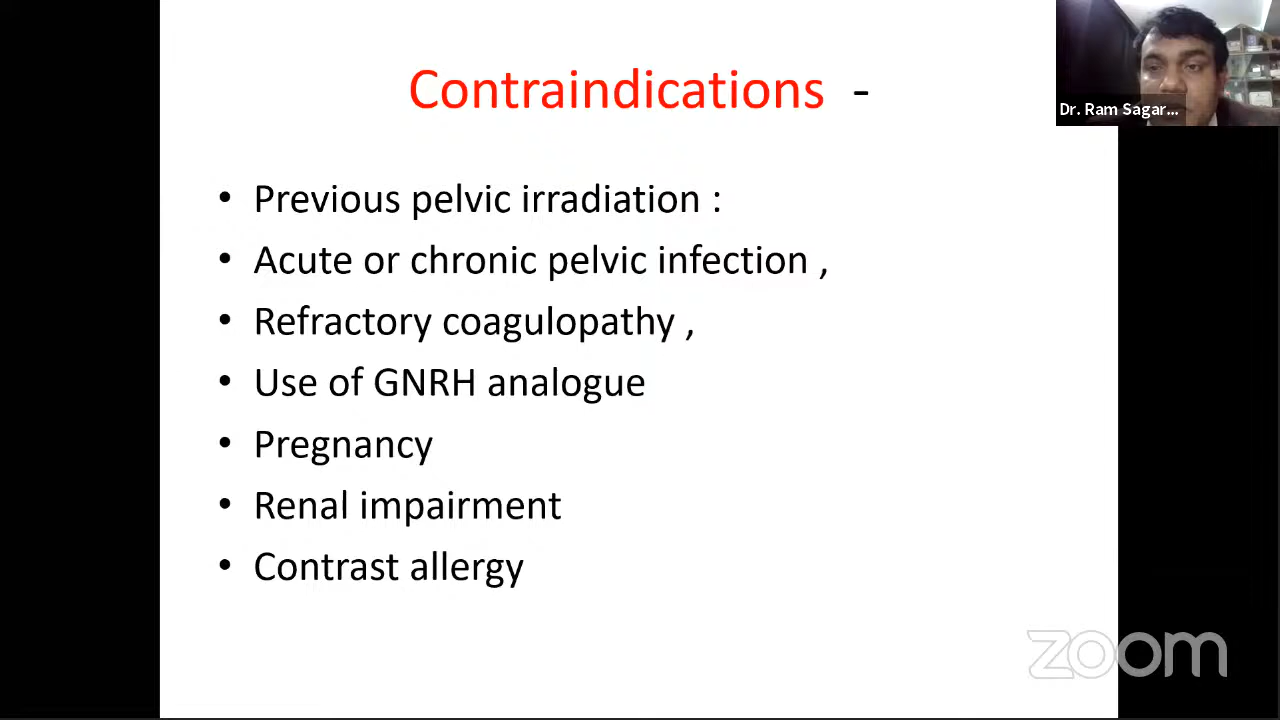 Contraindications -
Dr. Ram Sagar...
• Previous pelvic irradiation :
• Acute or chronic pelvic infection ,
• Refractory coagulopathy ,
• Use of GNRH analogue
• Pregnancy
• Renal impairment
• Contrast allergy
zoom